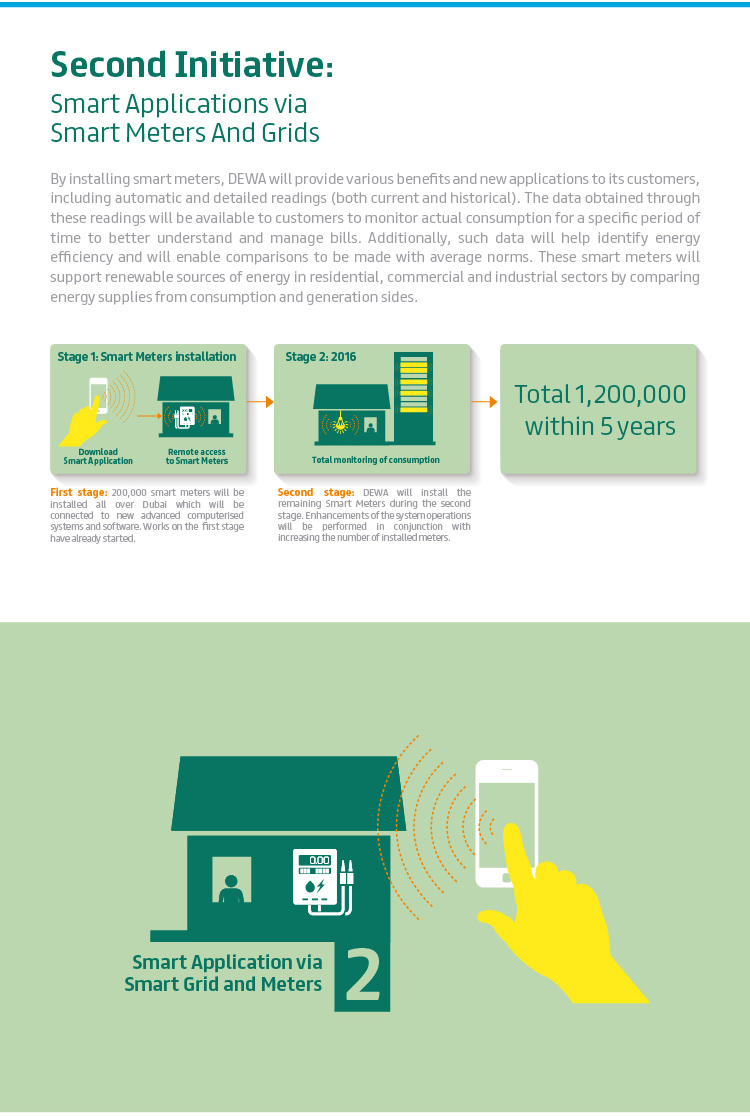 Second Initiative:
Smart Applications via
Smart Meters And Grids
By installing smart meters, DEWA will provide various benefits and new applications to its customers,
including automatic and detailed readings (both current and historical). The data obtained through
these readings will be available to customers to monitor actual consumption for a specific period of
time to better understand and manage bills. Additionally, such data will help identify energy
efficiency and will enable comparisons to be made with average norms. These smart meters will
support renewable sources of energy in residential, commercial and industrial sectors by comparing
energy supplies from consumption and generation sides.
Stage 1: Smart Meters installation
Download
Smart Application
Remote access
to Smart Meters
Stage 2: 2016
Total monitoring of consumption
Total 1,200,000
within 5 years
First stage: 200,000 smart meters will be
installed all over Dubai which will be
connected to new advanced computerised
systems and software. Works on the first stage
have already started.
Second stage: DEWA will install the
remaining Smart Meters during the second
stage. Enhancements of the system operations
will be performed in conjunction with
increasing the number of installed meters.
0.00
Smart Application via
Smart Grid and Meters
2